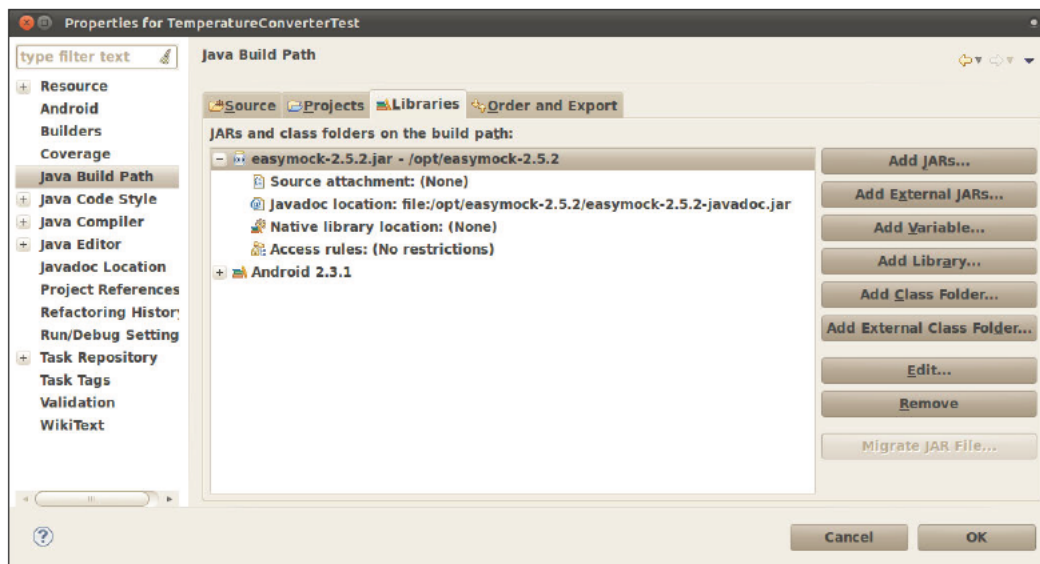 Properties for TemperatureConverterTest
type filter text
Resource
Android
Builders
Coverage
Java Build Path
Java Code Style
Java Compiler
Java Editor
Javadoc Location
Project References
Refactoring History
Run/Debug Setting
Task Repository
Task Tags
Validation
WikiText
Java Build Path
Source Projects Libraries Order and Export
JARs and class folders on the build path:
easymock-2.5.2.jar - /opt/easymock-2.5.2
Source attachment: (None)
Javadoc location: file:/opt/easymock-2.5.2/easymock-2.5.2-javadoc.jar
Native library location: (None)
Access rules: (No restrictions)
Android 2.3.1
Add JARs...
Add External JARs...
Add Variable...
Add Library...
Add Class Folder...
Add External Class Folder...
Edit...
Remove
Migrate JAR File...
Cancel OK